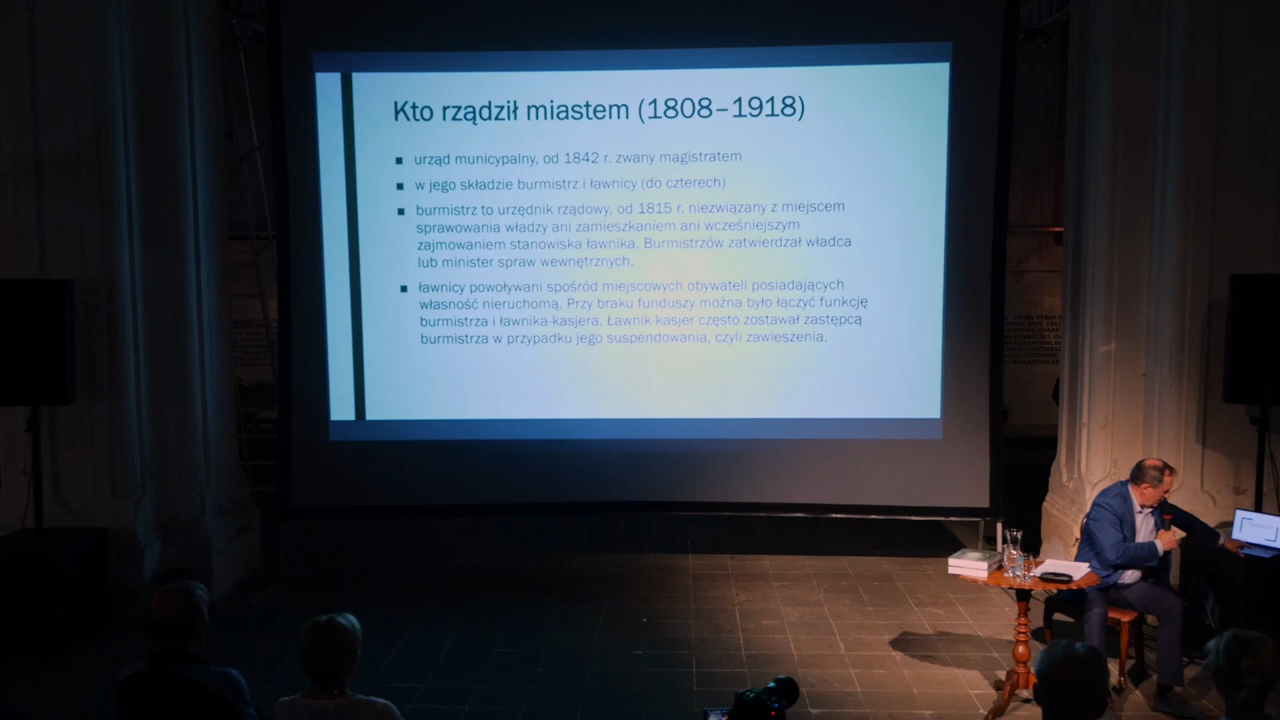 Kto rządził miastem (1808–1918)
■ urząd municypalny, od 1842 r. zwany magistratem
■ w jego składzie burmistrz i ławnicy (do czterech)
■ burmistrz to urzędnik rządowy, od 1815 r. niezwiązany z miejscem
sprawowania władzy ani zamieszkaniem ani wcześniejszym
zajmowaniem stanowiska ławnika. Burmistrzów zatwierdzał władca
lub minister spraw wewnętrznych.
■ ławnicy powoływani spośród miejscowych obywateli posiadających
własność nieruchomą. Przy braku funduszy można było łączyć funkcję
burmistrza i ławnika-kasjera. Ławnik-kasjer często zostawał zastępcą
burmistrza w przypadku jego suspendowania, czyli zawieszenia.